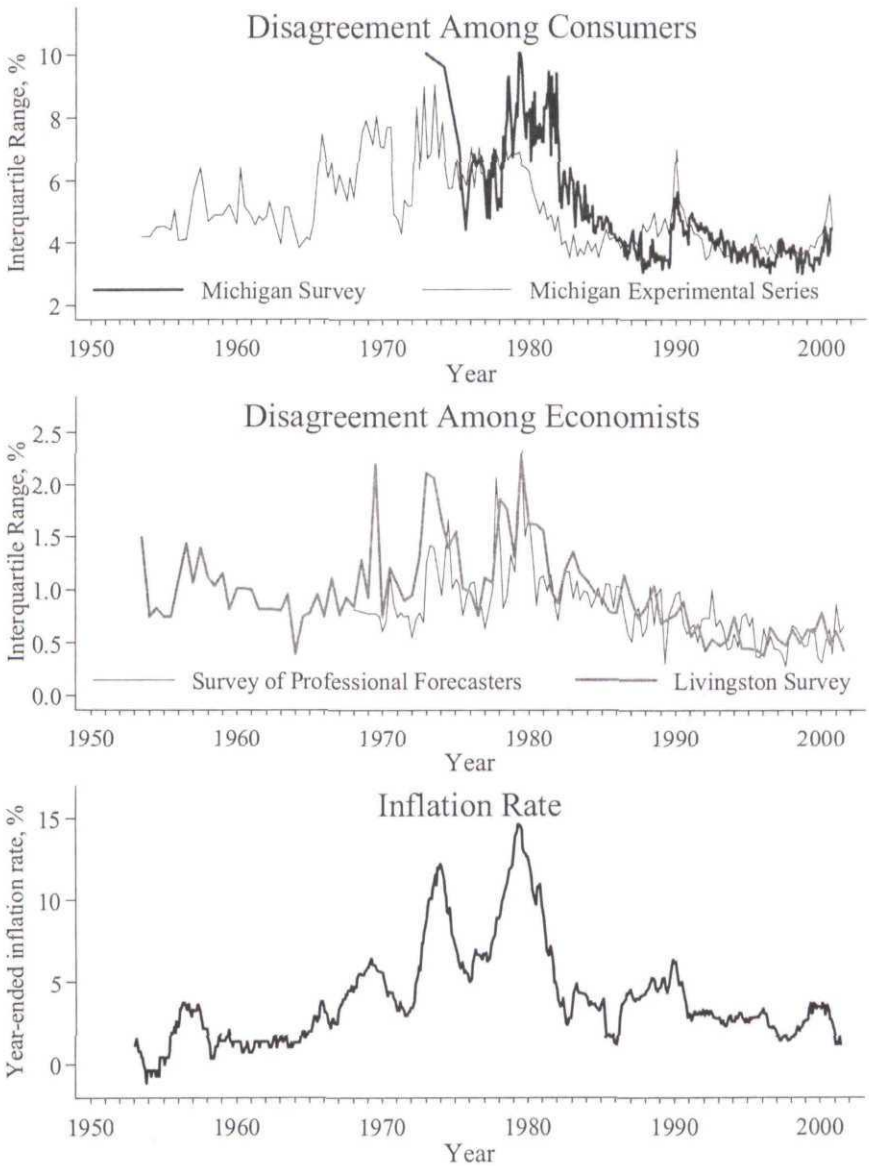 Disagreement Among Consumers
Interquartile Range, %
10
8
6
4
2
Michigan Survey
Michigan Experimental Series
1950 1960 1970 1980 1990 2000
Year
Disagreement Among Economists
Interquartile Range, %
2.5
2.0
1.5
1.0
0.5
0.0
Survey of Professional Forecasters
Livingston Survey
1950 1960 1970 1980 1990 2000
Year
Inflation Rate
Year-ended inflation rate, %
15
10
5
0
1950 1960 1970 1980 1990 2000
Year